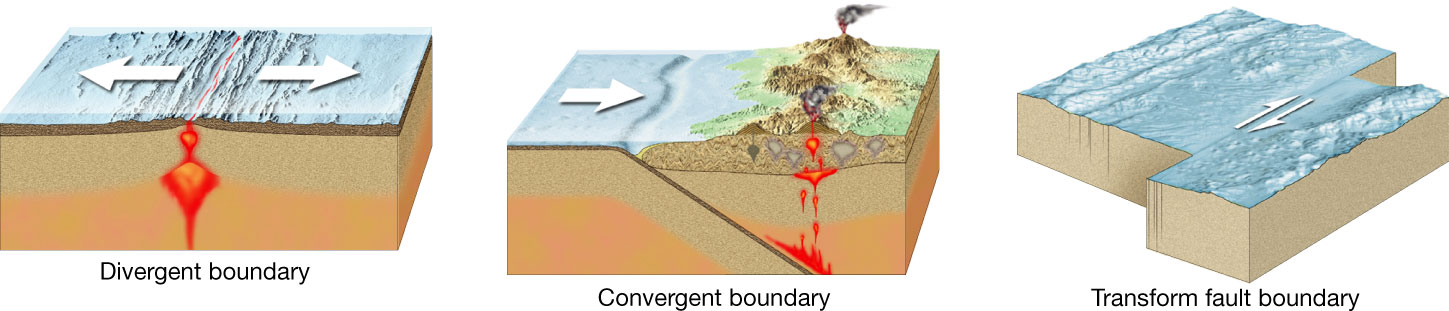 Divergent boundary
Convergent boundary
Transform fault boundary